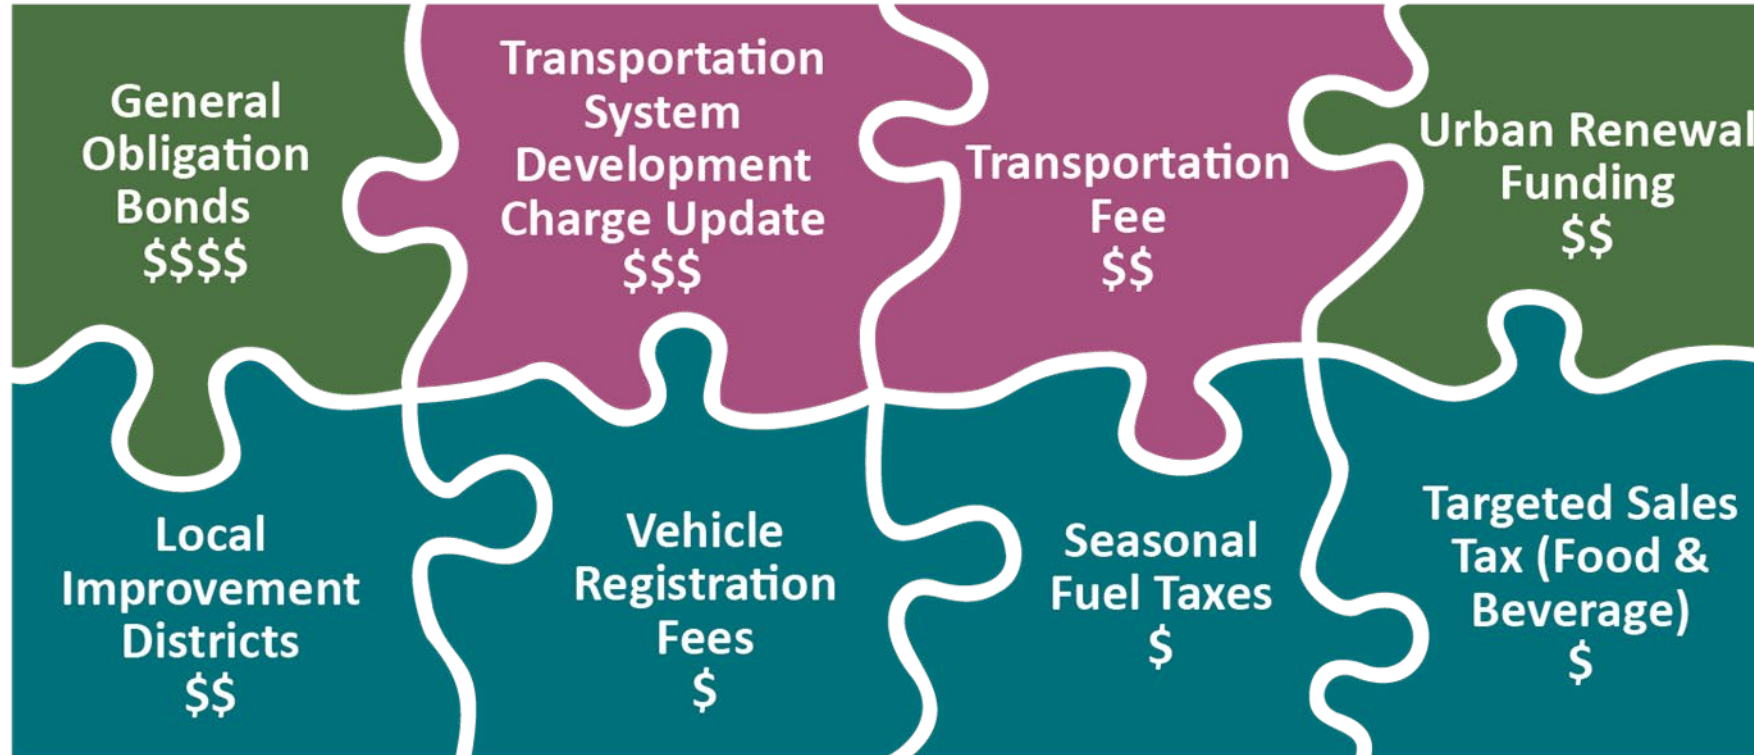 General
Obligation
Bonds
$$$$
Transportation
System
Development
Charge Update
$$$
Transportation
Fee
$$
Urban Renewal
Funding
$$
Local
Improvement
Districts
$$
Vehicle
Registration
Fees
$
Seasonal
Fuel Taxes
$
Targeted Sales
Tax (Food &
Beverage)
$